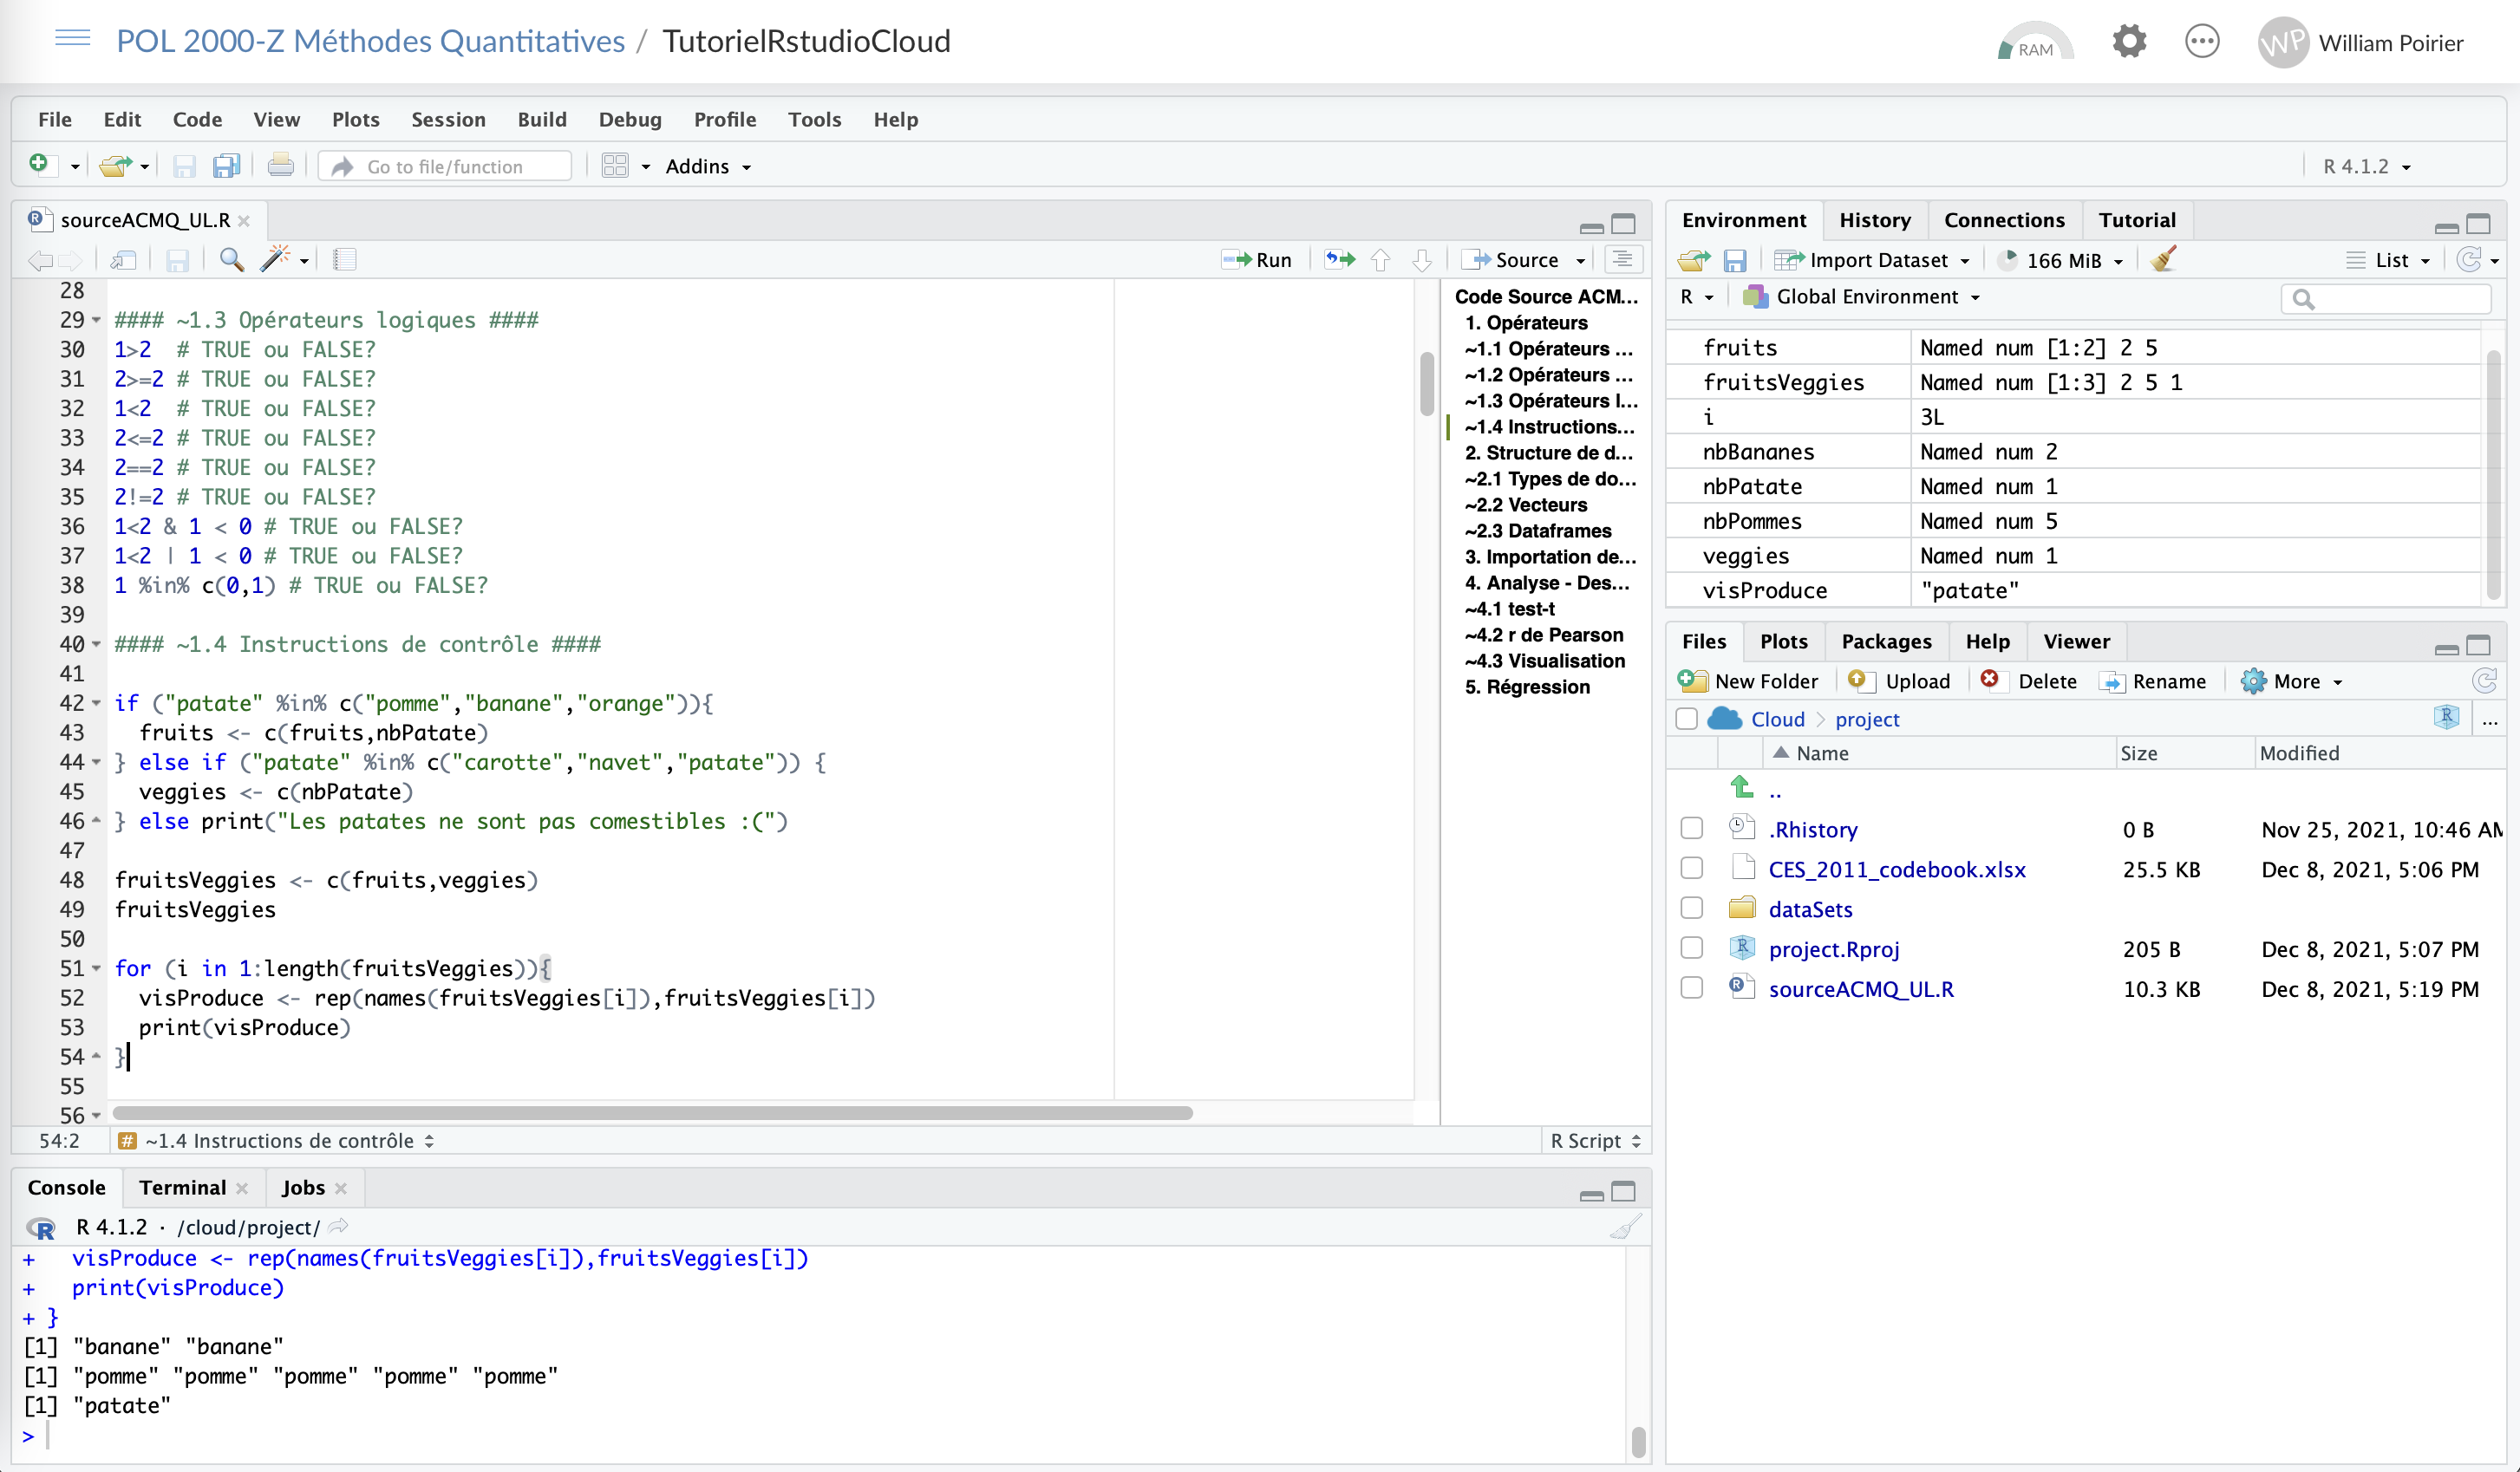 POL 2000-Z Méthodes Quantitatives / TutorielRstudioCloud
RAM
WP William Poirier
File Edit Code View Plots Session Build Debug Profile Tools Help
Go to file/function
Addins
R 4.1.2
sourceACMQ_UL.R
Run
Source
28
29 #### ~1.3 Opérateurs logiques ####
30 1>2 # TRUE ou FALSE?
31 2>=2 # TRUE ou FALSE?
32 1<2 # TRUE ou FALSE?
33 2<=2 # TRUE ou FALSE?
34 2==2 # TRUE ou FALSE?
35 2!=2 # TRUE ou FALSE?
36 1<2 & 1 < 0 # TRUE ou FALSE?
37 1<2 | 1 < 0 # TRUE ou FALSE?
38 1 %in% c(0,1) # TRUE ou FALSE?
39
40 #### ~1.4 Instructions de contrôle ####
41
42 if ("patate" %in% c("pomme","banane","orange")){
43 fruits <- c(fruits,nbPatate)
44 } else if ("patate" %in% c("carotte","navet","patate")) {
45 veggies <- c(nbPatate)
46 } else print("Les patates ne sont pas comestibles :(")
47
48 fruitsVeggies <- c(fruits,veggies)
49 fruitsVeggies
50
51 for (i in 1:length(fruitsVeggies)){
52 visProduce <- rep(names(fruitsVeggies[i]),fruitsVeggies[i])
53 print(visProduce)
54 }
55
56
Code Source ACM...
1. Opérateurs
~1.1 Opérateurs ...
~1.2 Opérateurs ...
~1.3 Opérateurs l...
~1.4 Instructions...
2. Structure de d...
~2.1 Types de do...
~2.2 Vecteurs
~2.3 Dataframes
3. Importation de...
4. Analyse - Des...
~4.1 test-t
~4.2 r de Pearson
~4.3 Visualisation
5. Régression
54:2 # ~1.4 Instructions de contrôle R Script
Console Terminal Jobs
R R 4.1.2 · /cloud/project/
+ visProduce <- rep(names(fruitsVeggies[i]),fruitsVeggies[i])
+ print(visProduce)
+ }
[1] "banane" "banane"
[1] "pomme" "pomme" "pomme" "pomme" "pomme"
[1] "patate"
>
Environment History Connections Tutorial
Import Dataset 166 MiB List
R Global Environment
fruits Named num [1:2] 2 5
fruitsVeggies Named num [1:3] 2 5 1
i 3L
nbBananes Named num 2
nbPatate Named num 1
nbPommes Named num 5
veggies Named num 1
visProduce "patate"
Files Plots Packages Help Viewer
New Folder Upload Delete Rename More
Cloud > project R ...
Name Size Modified
..
.Rhistory 0 B Nov 25, 2021, 10:46 AM
CES_2011_codebook.xlsx 25.5 KB Dec 8, 2021, 5:06 PM
dataSets
project.Rproj 205 B Dec 8, 2021, 5:07 PM
sourceACMQ_UL.R 10.3 KB Dec 8, 2021, 5:19 PM